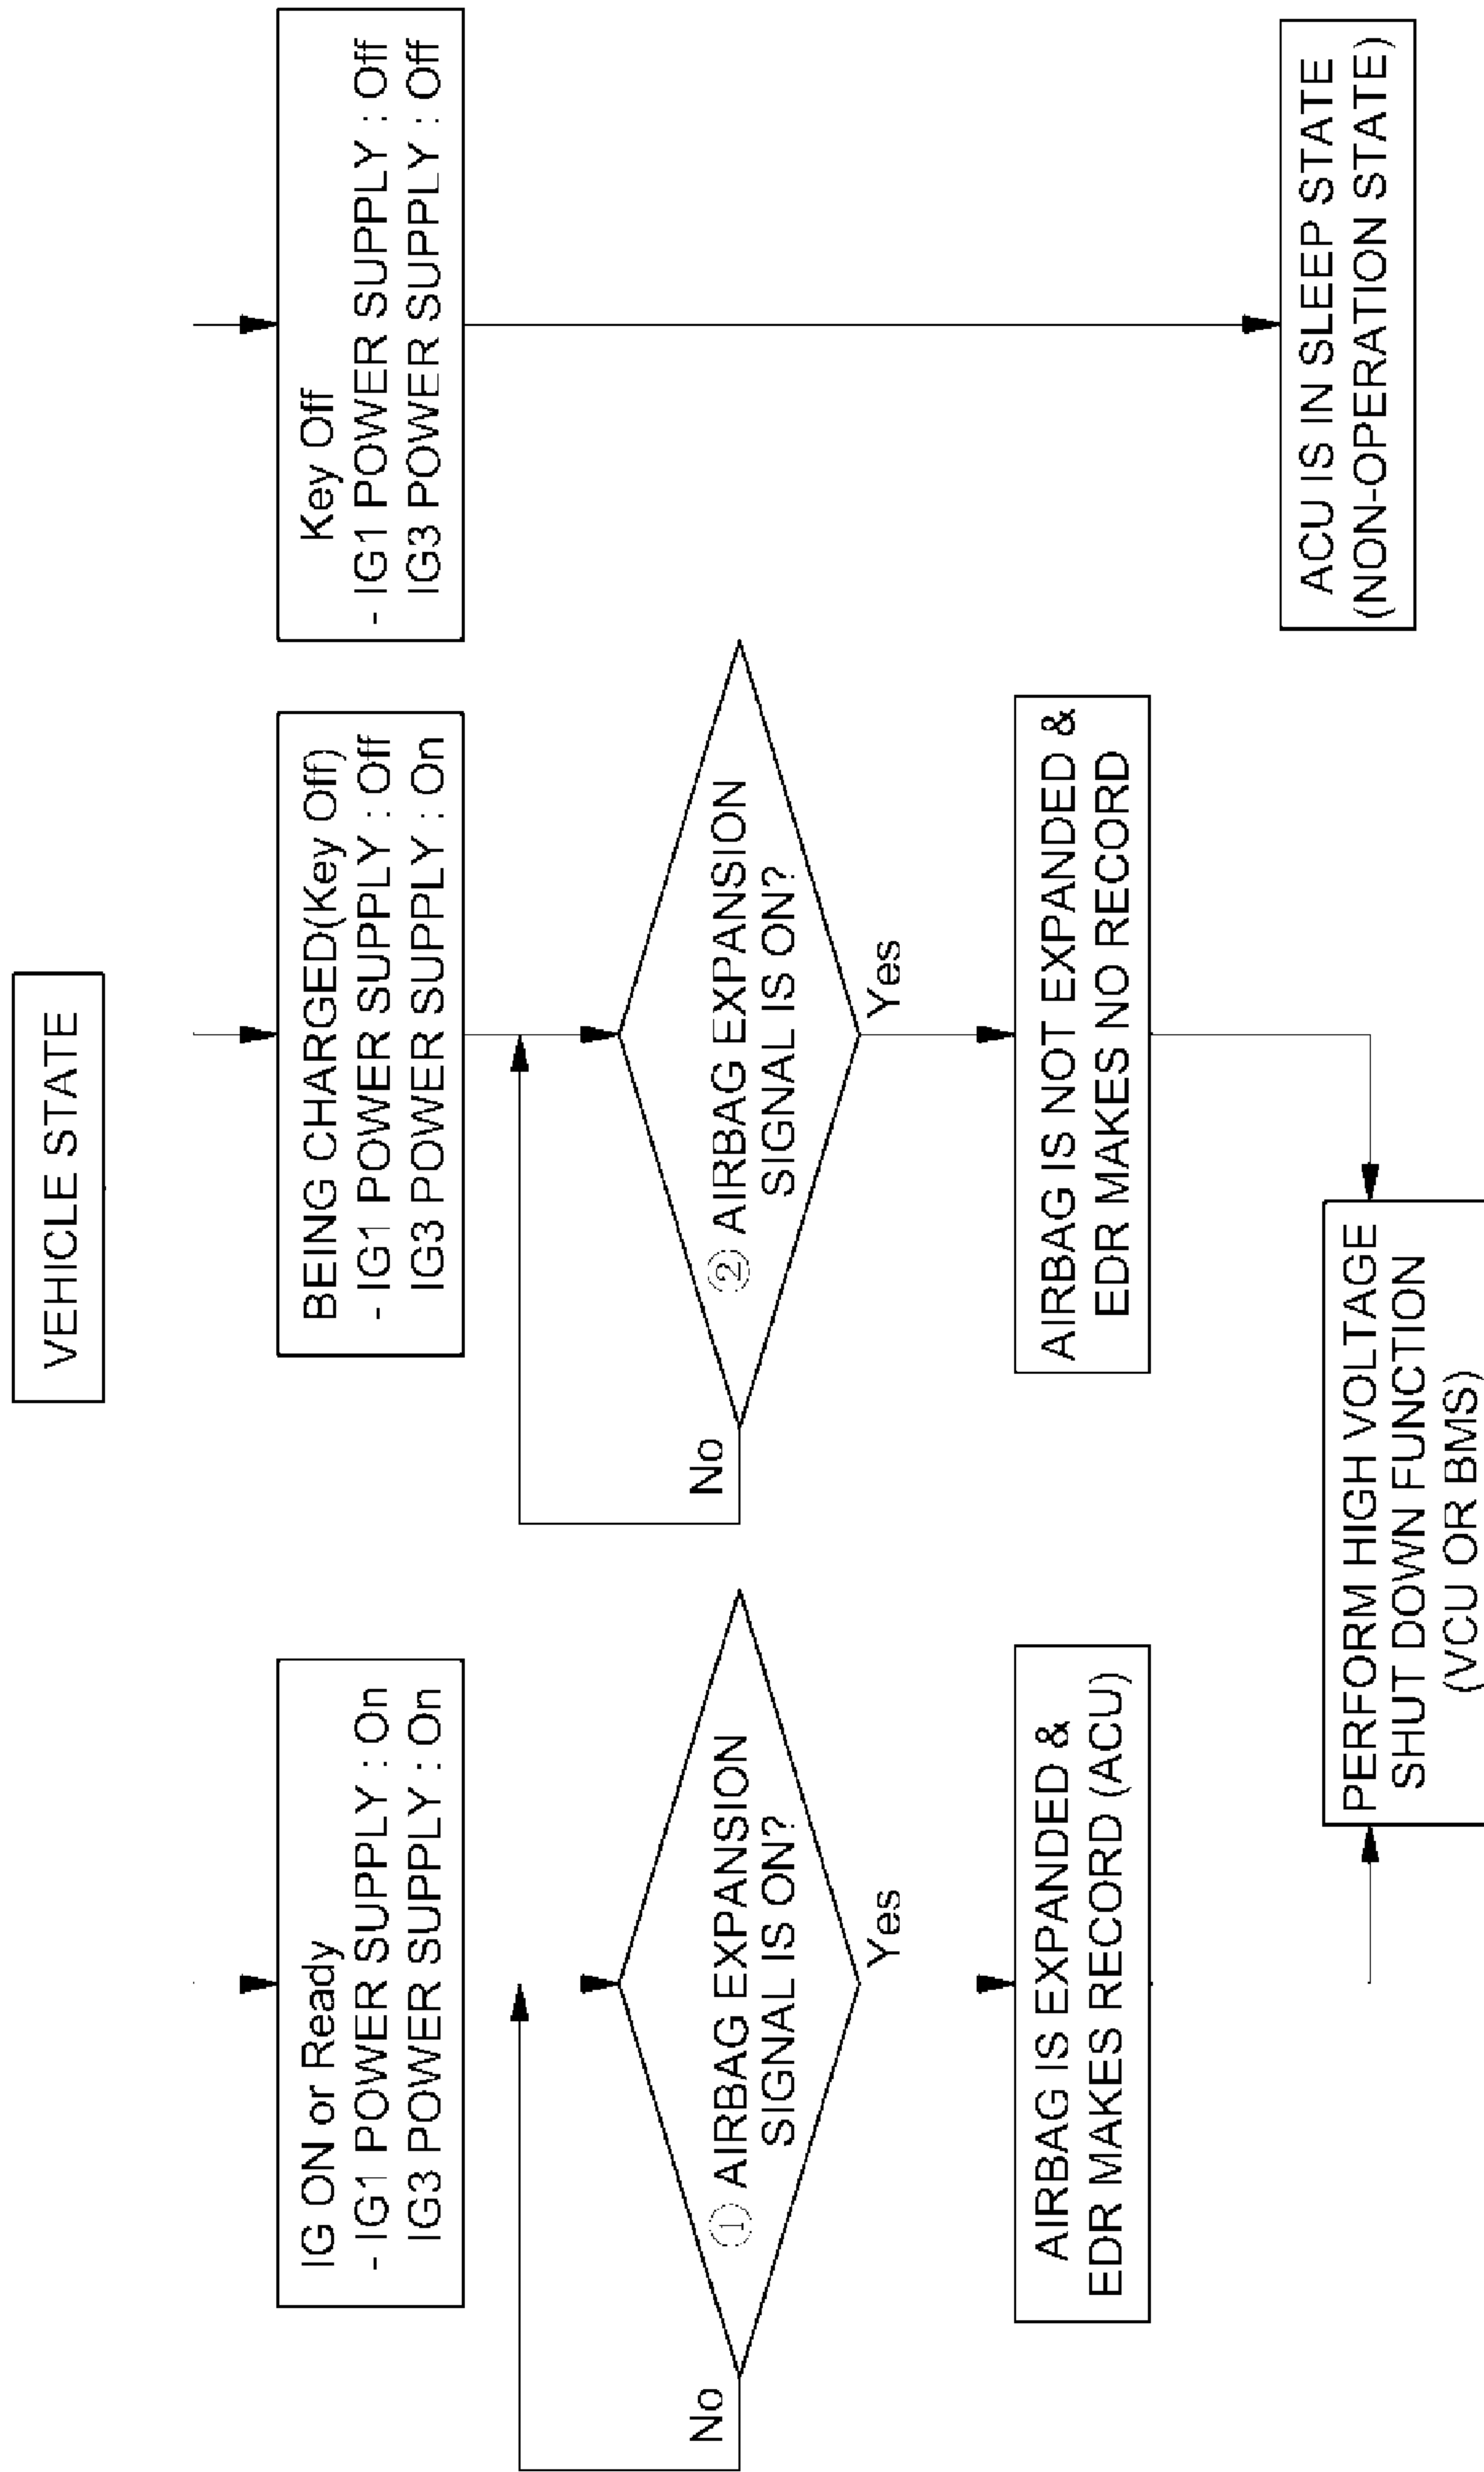 VEHICLE STATE
IG ON or Ready
- IG1 POWER SUPPLY : On
IG3 POWER SUPPLY : On
BEING CHARGED(Key Off)
- IG1 POWER SUPPLY : Off
IG3 POWER SUPPLY : On
Key Off
- IG1 POWER SUPPLY : Off
IG3 POWER SUPPLY : Off
No
① AIRBAG EXPANSION
SIGNAL IS ON?
Yes
No
② AIRBAG EXPANSION
SIGNAL IS ON?
Yes
AIRBAG IS EXPANDED &
EDR MAKES RECORD (ACU)
AIRBAG IS NOT EXPANDED &
EDR MAKES NO RECORD
PERFORM HIGH VOLTAGE
SHUT DOWN FUNCTION
(VCU OR BMS)
ACU IS IN SLEEP STATE
(NON-OPERATION STATE)